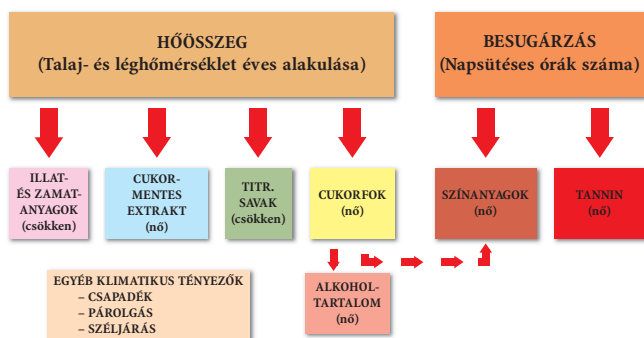 HŐÖSSZEG
(Talaj- és léghőmérséklet éves alakulása)
BESUGÁRZÁS
(Napsütéses órák száma)
ILLAT-
ÉS ZAMAT-
ANYAGOK
(csökken)
CUKOR-
MENTES
EXTRAKT
(nő)
TITR.
SAVAK
(csökken)
CUKORFOK
(nő)
SZÍNANYAGOK
(nő)
TANNIN
(nő)
EGYÉB KLIMATIKUS TÉNYEZŐK
– CSAPADÉK
– PÁROLGÁS
– SZÉLJÁRÁS
ALKOHOL-
TARTALOM
(nő)